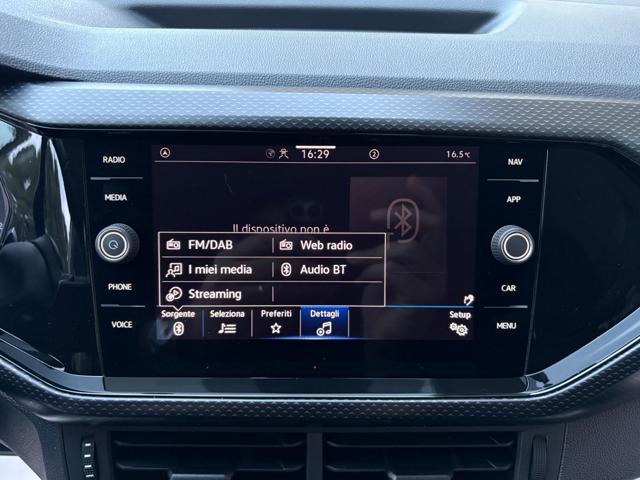 RADIO
MEDIA
PHONE
VOICE
16:29
2
16.5°C
Il dispositivo non è
FM/DAB
Web radio
I miei media
Audio BT
Streaming
Sorgente
Seleziona
Preferiti
Dettagli
Setup
NAV
APP
CAR
MENU